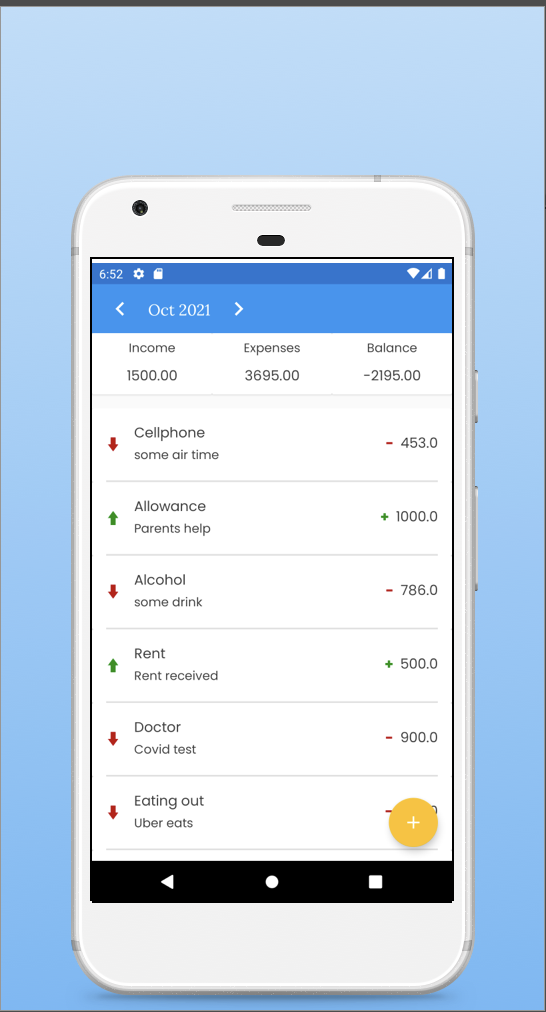 6:52
Oct 2021
Income Expenses Balance
1500.00 3695.00 -2195.00
Cellphone
some air time
- 453.0
Allowance
Parents help
+ 1000.0
Alcohol
some drink
- 786.0
Rent
Rent received
+ 500.0
Doctor
Covid test
- 900.0
Eating out
Uber eats
-
+